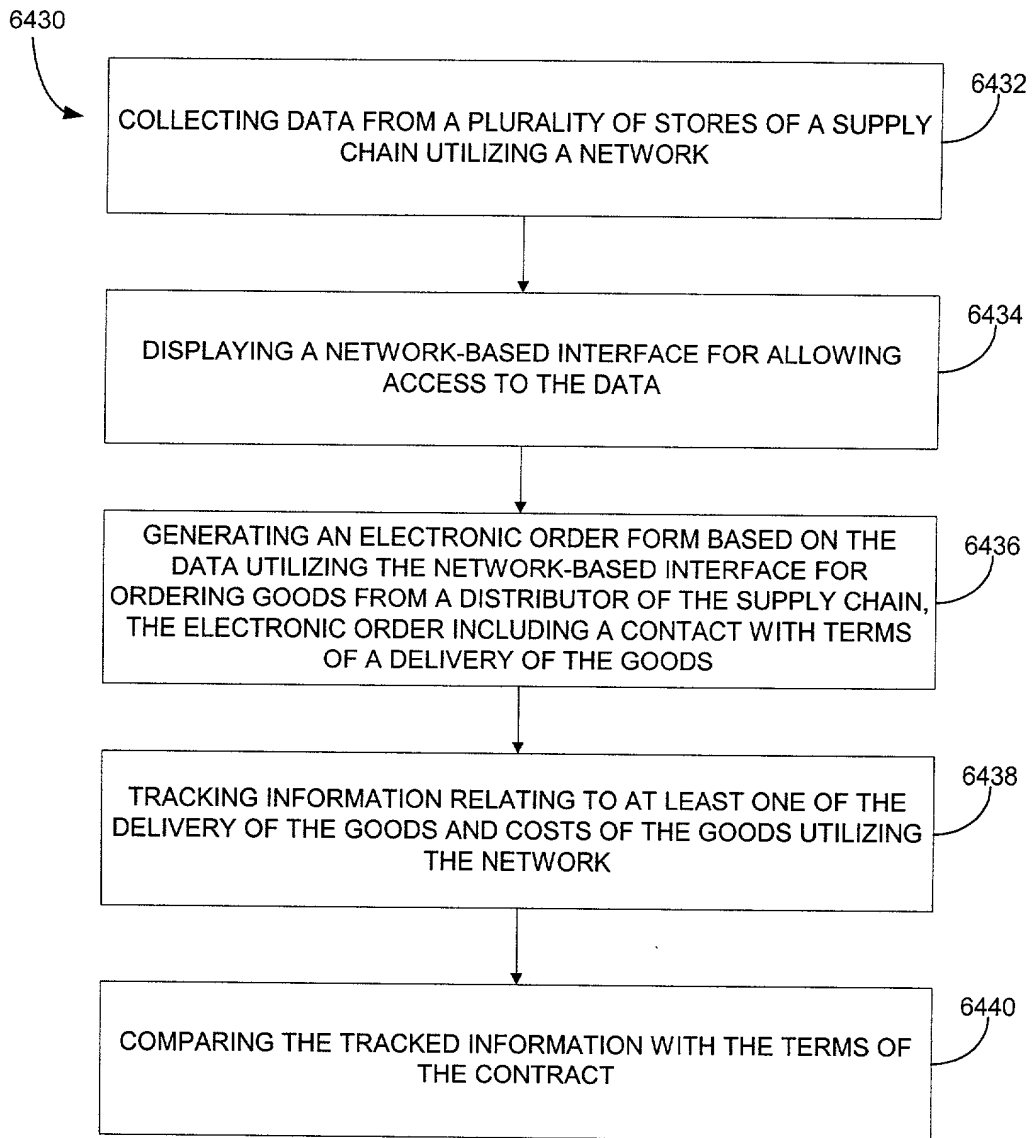 6430
6432
COLLECTING DATA FROM A PLURALITY OF STORES OF A SUPPLY
CHAIN UTILIZING A NETWORK
6434
DISPLAYING A NETWORK-BASED INTERFACE FOR ALLOWING
ACCESS TO THE DATA
6436
GENERATING AN ELECTRONIC ORDER FORM BASED ON THE
DATA UTILIZING THE NETWORK-BASED INTERFACE FOR
ORDERING GOODS FROM A DISTRIBUTOR OF THE SUPPLY CHAIN,
THE ELECTRONIC ORDER INCLUDING A CONTACT WITH TERMS
OF A DELIVERY OF THE GOODS
6438
TRACKING INFORMATION RELATING TO AT LEAST ONE OF THE
DELIVERY OF THE GOODS AND COSTS OF THE GOODS UTILIZING
THE NETWORK
6440
COMPARING THE TRACKED INFORMATION WITH THE TERMS OF
THE CONTRACT